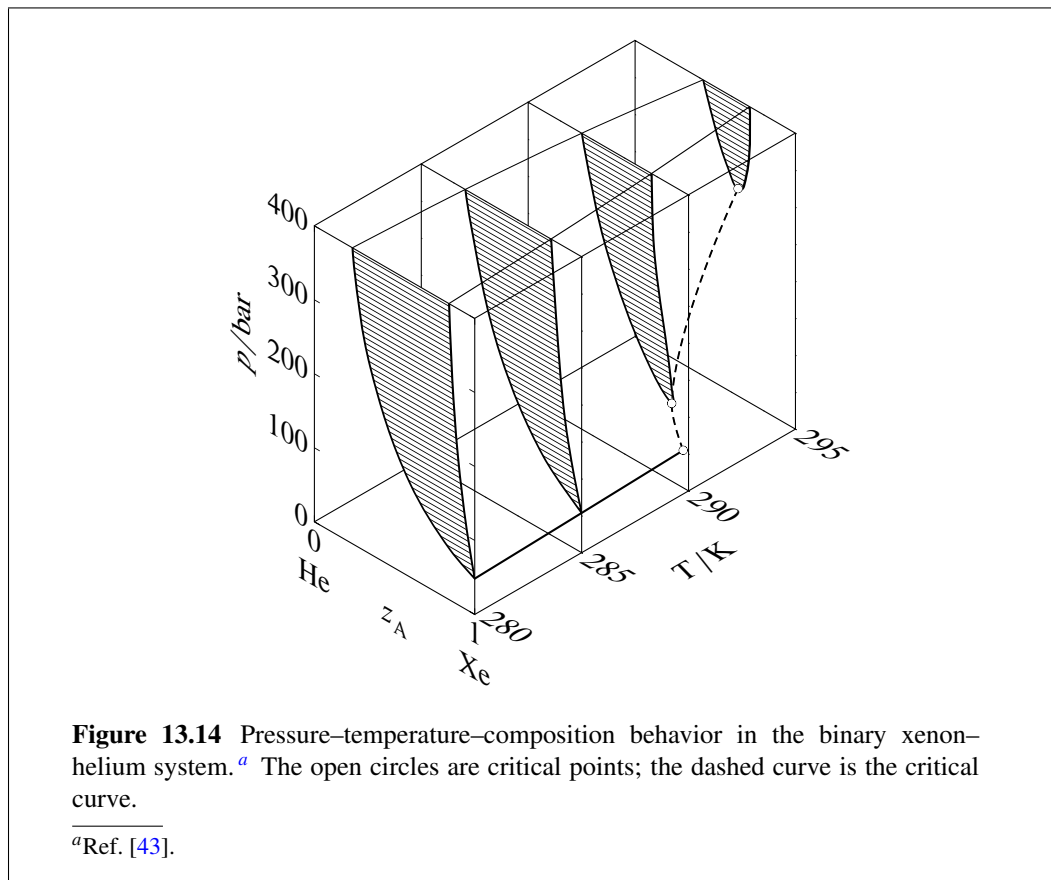 400
300
200
100
0
p/bar
0
He
z_A
1
Xe
280
285
290
295
T/K
Figure 13.14 Pressure–temperature–composition behavior in the binary xenon–
helium system.ᵃ The open circles are critical points; the dashed curve is the critical
curve.
ᵃRef. [43].